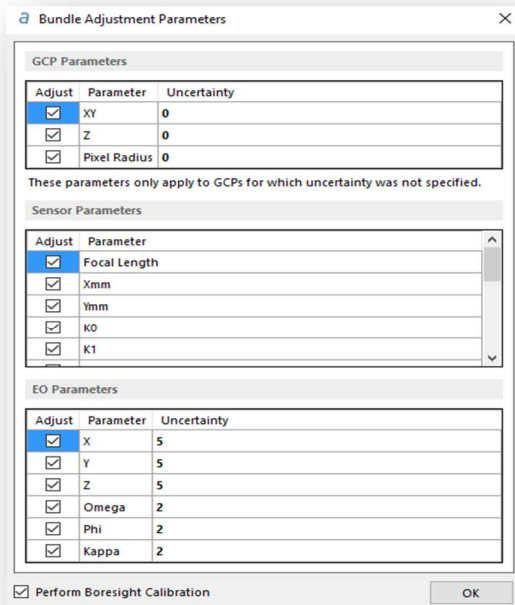 Bundle Adjustment Parameters
GCP Parameters
Adjust Parameter Uncertainty
XY 0
Z 0
Pixel Radius 0
These parameters only apply to GCPs for which uncertainty was not specified.
Sensor Parameters
Adjust Parameter
Focal Length
Xmm
Ymm
K0
K1
EO Parameters
Adjust Parameter Uncertainty
X 5
Y 5
Z 5
Omega 2
Phi 2
Kappa 2
Perform Boresight Calibration OK